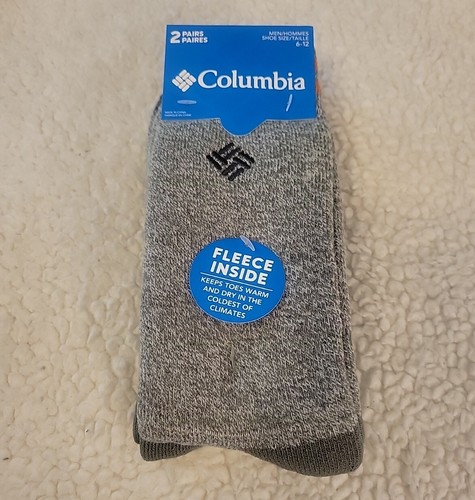 2 PAIRS
PAIRES
MEN/HOMMES
SHOE SIZE/TAILLE
6-12
Columbia
FLEECE
INSIDE
KEEPS TOES WARM
AND DRY IN THE
COLDEST OF
CLIMATES